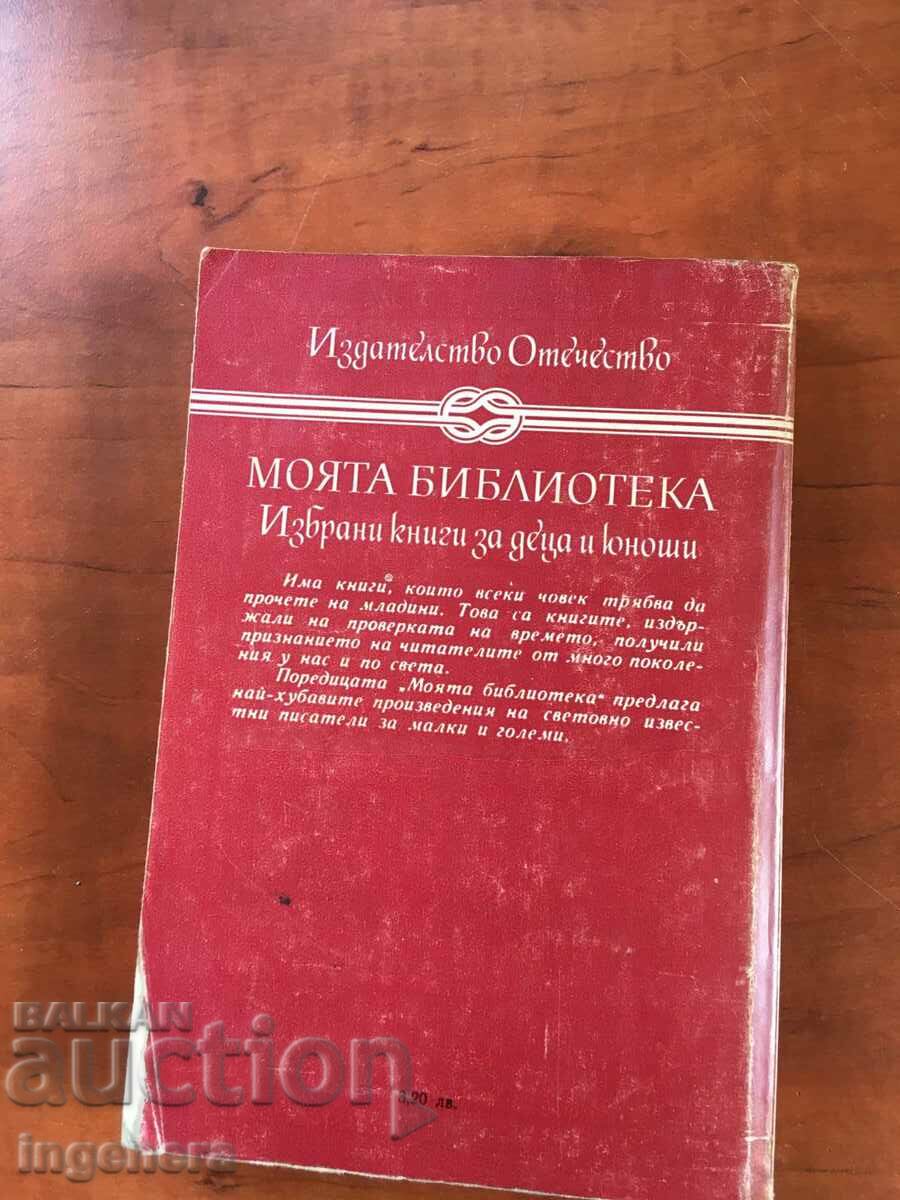 Издателство Отечество
МОЯТА БИБЛИОТЕКА
Избрани книги за деца и юноши
Има книги, които всеки човек трябва да
прочете на младини. Това са книгите, издър-
жали на проверката на времето, получили
признанието на читателите от много поколе-
ния у нас и по света.
Поредицата „Моята библиотека“ предлага
най-хубавите произведения на световно извес-
тни писатели за малки и големи.
BALKAN
auction
3,20 лв.
ingenera